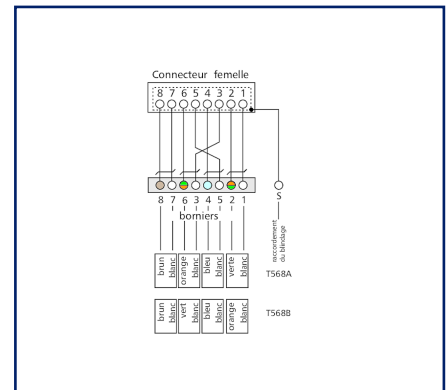 Connecteur femelle
8 7 6 5 4 3 2 1
8 7 6 3 4 5 2 1
S
borniers
raccordement
du blindage
brun blanc orange blanc bleu blanc verte blanc T568A
brun blanc vert blanc bleu blanc orange blanc T568B